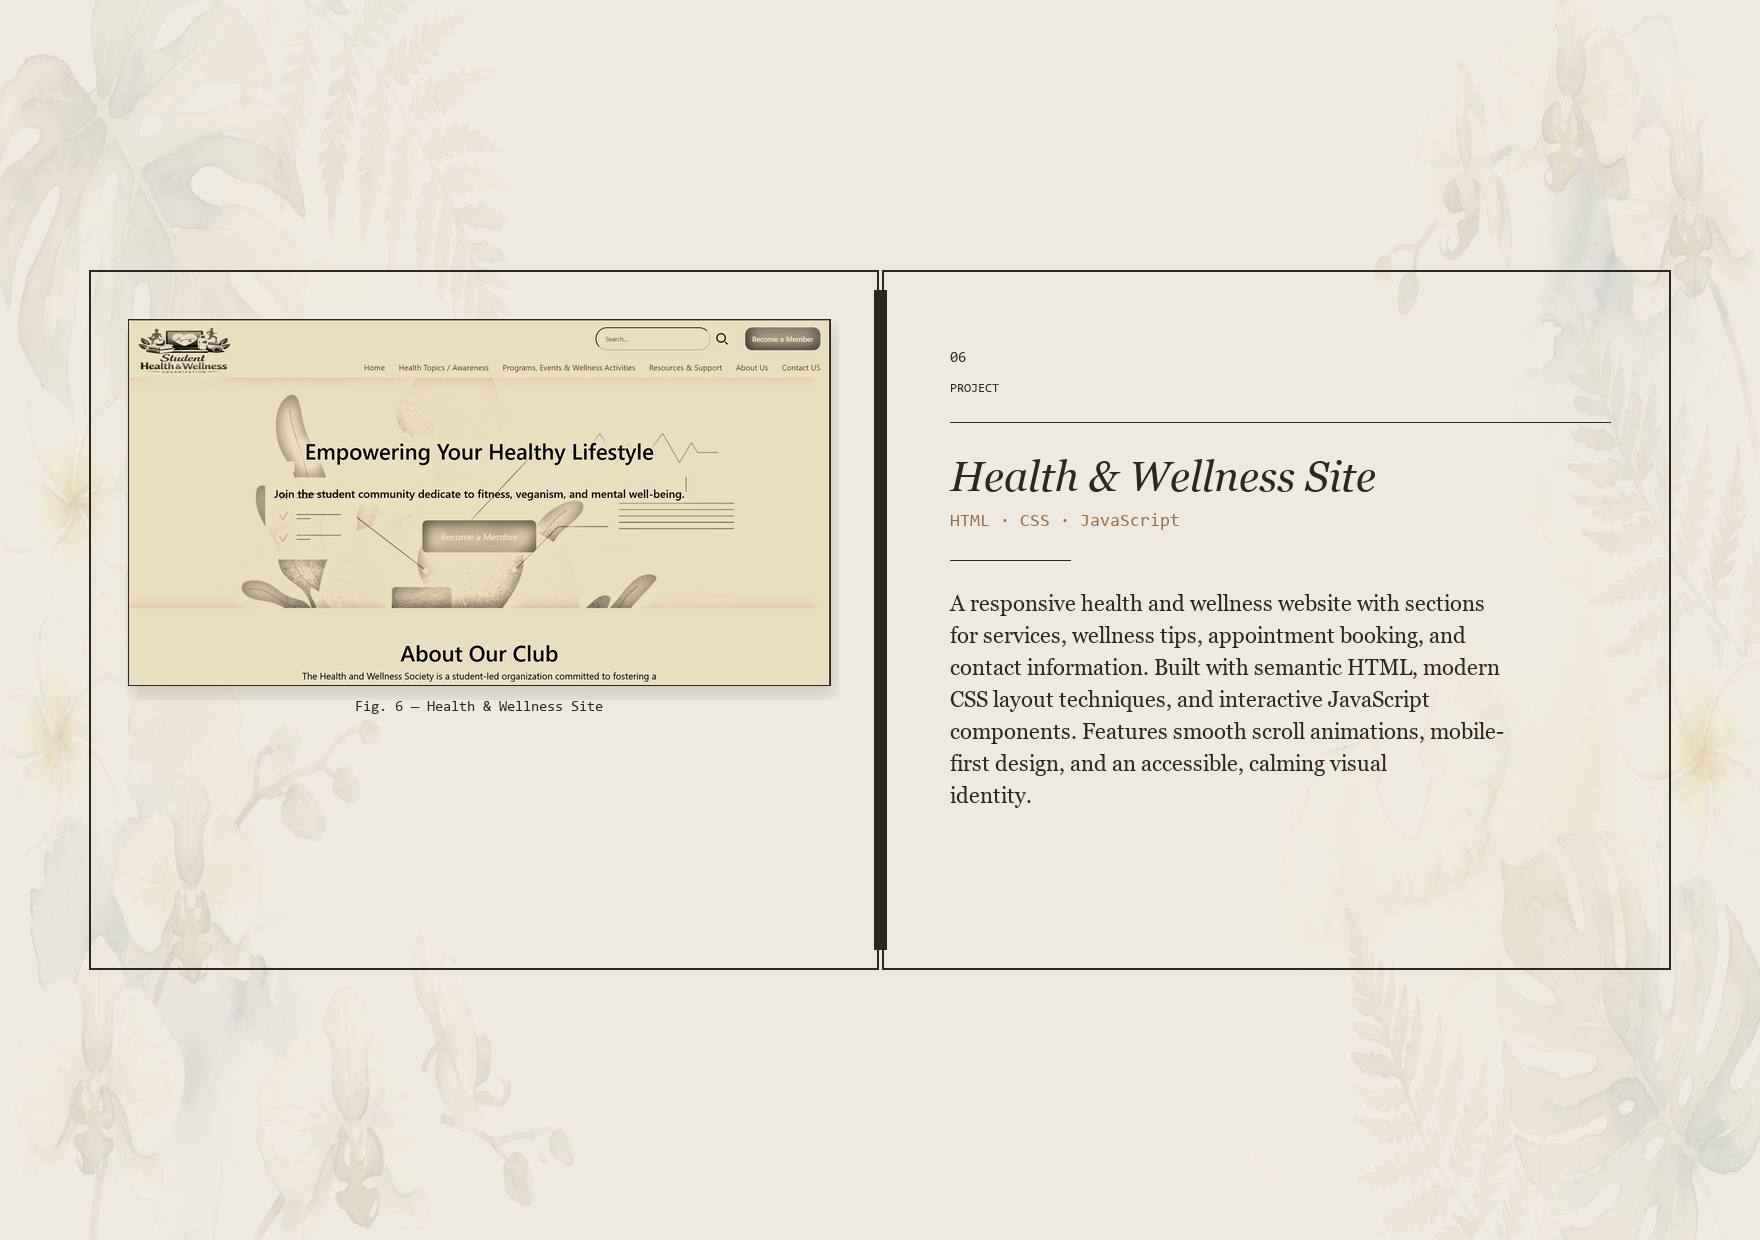 Student
Health & Wellness
ORGANIZATION
Search...
Become a Member
Home Health Topics / Awareness Programs, Events & Wellness Activities Resources & Support About Us Contact US
Empowering Your Healthy Lifestyle
Join the student community dedicate to fitness, veganism, and mental well-being.
Become a Member
About Our Club
The Health and Wellness Society is a student-led organization committed to fostering a
Fig. 6 — Health & Wellness Site
06
PROJECT
Health & Wellness Site
HTML · CSS · JavaScript
A responsive health and wellness website with sections
for services, wellness tips, appointment booking, and
contact information. Built with semantic HTML, modern
CSS layout techniques, and interactive JavaScript
components. Features smooth scroll animations, mobile-
first design, and an accessible, calming visual
identity.